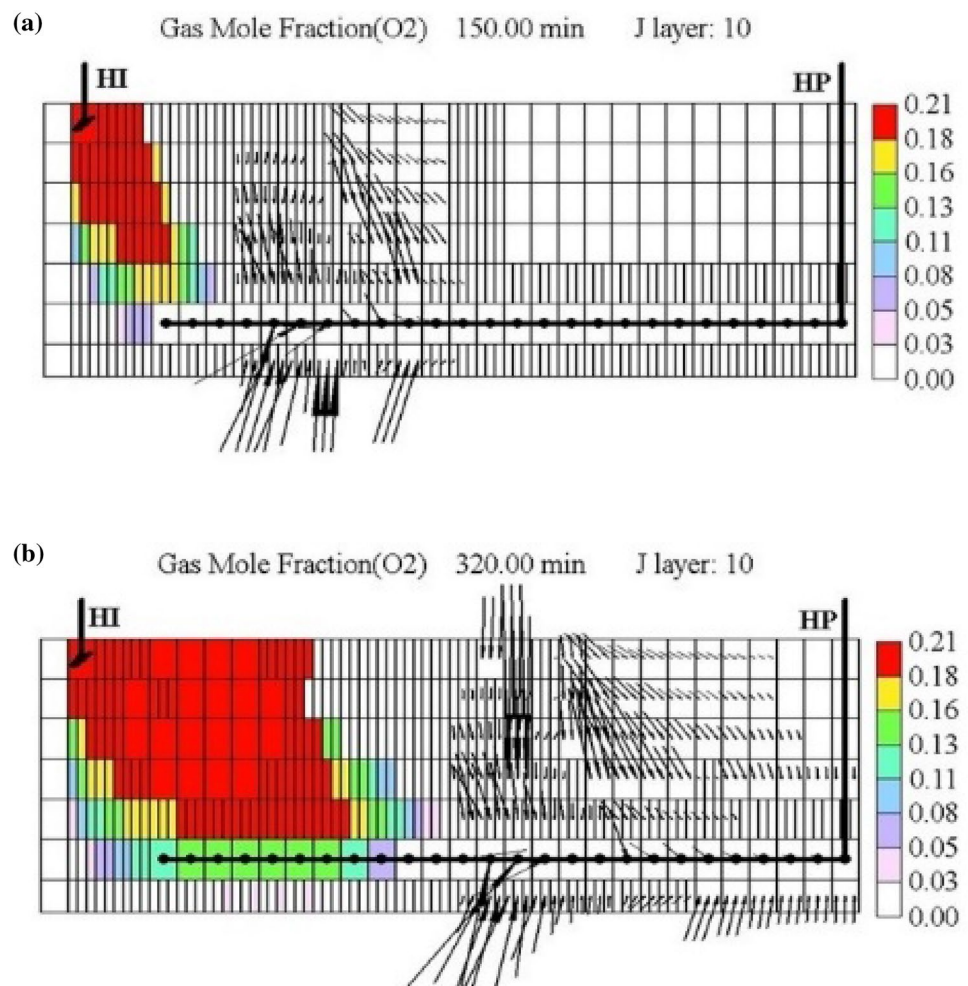 (a)
Gas Mole Fraction(O2) 150.00 min J layer: 10
HI
HP
0.21
0.18
0.16
0.13
0.11
0.08
0.05
0.03
0.00
(b)
Gas Mole Fraction(O2) 320.00 min J layer: 10
HI
HP
0.21
0.18
0.16
0.13
0.11
0.08
0.05
0.03
0.00